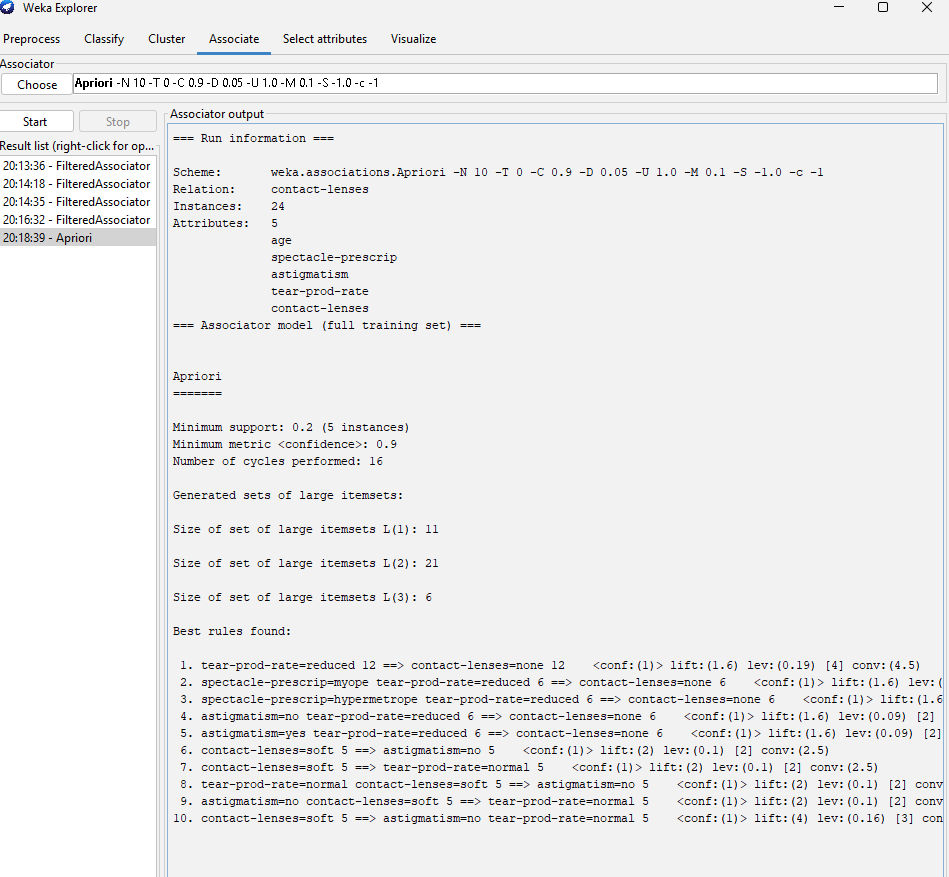 Weka Explorer
Preprocess Classify Cluster Associate Select attributes Visualize
Associator
Choose Apriori -N 10 -T 0 -C 0.9 -D 0.05 -U 1.0 -M 0.1 -S -1.0 -c -1
Start Stop
Result list (right-click for op...
20:13:36 - FilteredAssociator
20:14:18 - FilteredAssociator
20:14:35 - FilteredAssociator
20:16:32 - FilteredAssociator
20:18:39 - Apriori
Associator output
=== Run information ===
Scheme: weka.associations.Apriori -N 10 -T 0 -C 0.9 -D 0.05 -U 1.0 -M 0.1 -S -1.0 -c -1
Relation: contact-lenses
Instances: 24
Attributes: 5
age
spectacle-prescrip
astigmatism
tear-prod-rate
contact-lenses
=== Associator model (full training set) ===
Apriori
=======
Minimum support: 0.2 (5 instances)
Minimum metric <confidence>: 0.9
Number of cycles performed: 16
Generated sets of large itemsets:
Size of set of large itemsets L(1): 11
Size of set of large itemsets L(2): 21
Size of set of large itemsets L(3): 6
Best rules found:
1. tear-prod-rate=reduced 12 ==> contact-lenses=none 12 <conf:(1)> lift:(1.6) lev:(0.19) [4] conv:(4.5)
2. spectacle-prescrip=myope tear-prod-rate=reduced 6 ==> contact-lenses=none 6 <conf:(1)> lift:(1.6) lev:(
3. spectacle-prescrip=hypermetrope tear-prod-rate=reduced 6 ==> contact-lenses=none 6 <conf:(1)> lift:(1.6
4. astigmatism=no tear-prod-rate=reduced 6 ==> contact-lenses=none 6 <conf:(1)> lift:(1.6) lev:(0.09) [2]
5. astigmatism=yes tear-prod-rate=reduced 6 ==> contact-lenses=none 6 <conf:(1)> lift:(1.6) lev:(0.09) [2]
6. contact-lenses=soft 5 ==> astigmatism=no 5 <conf:(1)> lift:(2) lev:(0.1) [2] conv:(2.5)
7. contact-lenses=soft 5 ==> tear-prod-rate=normal 5 <conf:(1)> lift:(2) lev:(0.1) [2] conv:(2.5)
8. tear-prod-rate=normal contact-lenses=soft 5 ==> astigmatism=no 5 <conf:(1)> lift:(2) lev:(0.1) [2] conv
9. astigmatism=no contact-lenses=soft 5 ==> tear-prod-rate=normal 5 <conf:(1)> lift:(2) lev:(0.1) [2] conv
10. contact-lenses=soft 5 ==> astigmatism=no tear-prod-rate=normal 5 <conf:(1)> lift:(4) lev:(0.16) [3] con